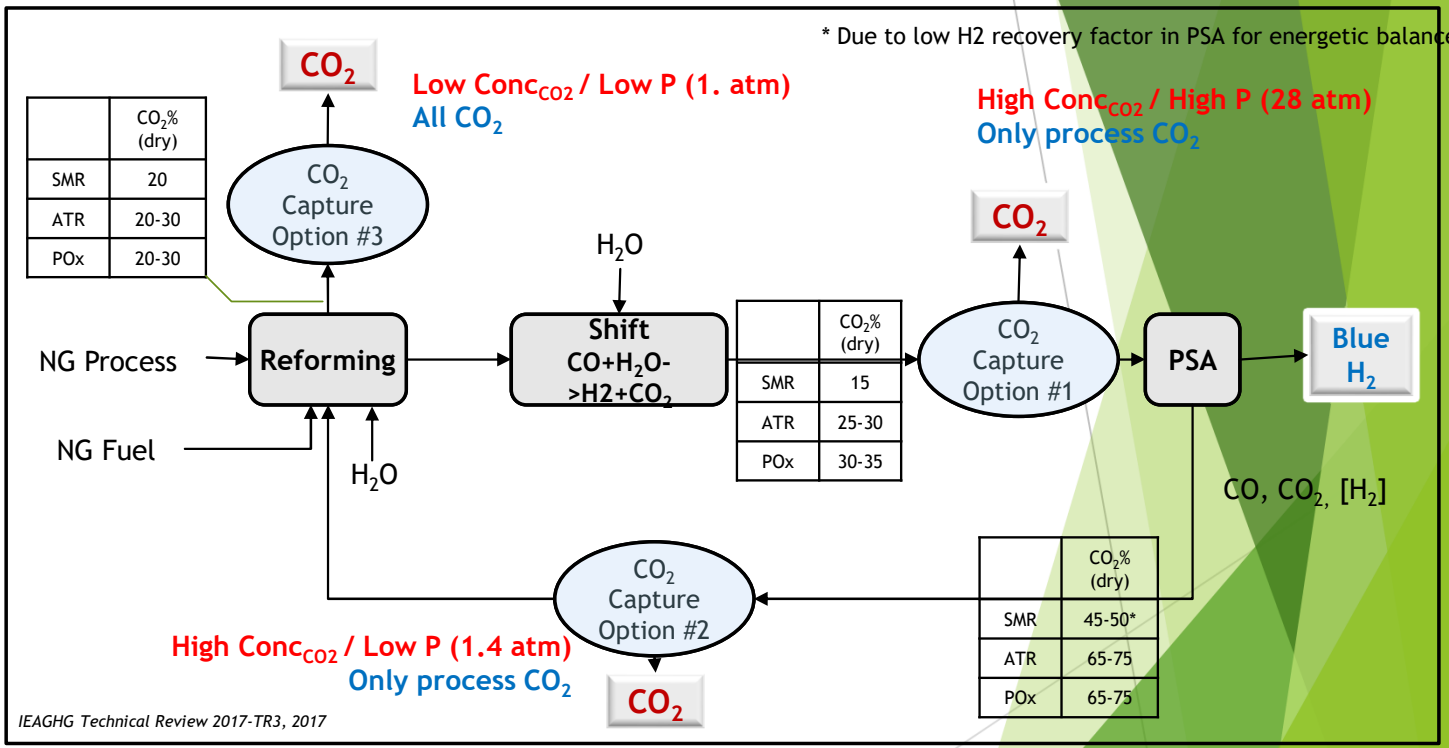 * Due to low H2 recovery factor in PSA for energetic balance
CO₂
Low Conc_CO2 / Low P (1. atm)
All CO₂
High Conc_CO2 / High P (28 atm)
Only process CO₂
CO₂%
(dry)
SMR 20
ATR 20-30
POx 20-30
CO₂
Capture
Option #3
CO₂
H₂O
NG Process
Reforming
Shift
CO+H₂O-
>H2+CO₂
CO₂%
(dry)
SMR 15
ATR 25-30
POx 30-35
CO₂
Capture
Option #1
PSA
Blue
H₂
NG Fuel
H₂O
CO, CO₂, [H₂]
CO₂
Capture
Option #2
CO₂%
(dry)
SMR 45-50*
ATR 65-75
POx 65-75
High Conc_CO2 / Low P (1.4 atm)
Only process CO₂
CO₂
IEAGHG Technical Review 2017-TR3, 2017